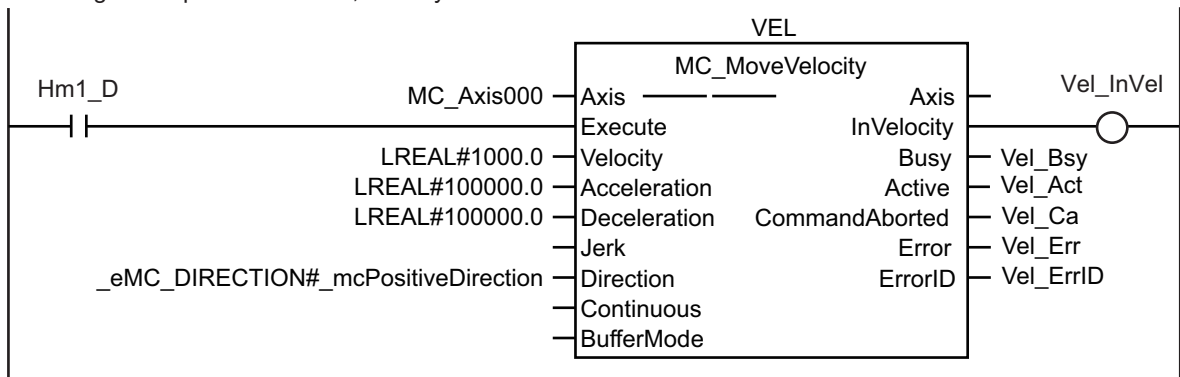 VEL
MC_MoveVelocity
Hm1_D
Vel_InVel
MC_Axis000 Axis Axis
Execute InVelocity
LREAL#1000.0 Velocity Busy Vel_Bsy
LREAL#100000.0 Acceleration Active Vel_Act
LREAL#100000.0 Deceleration CommandAborted Vel_Ca
Jerk Error Vel_Err
_eMC_DIRECTION#_mcPositiveDirection Direction ErrorID Vel_ErrID
Continuous
BufferMode